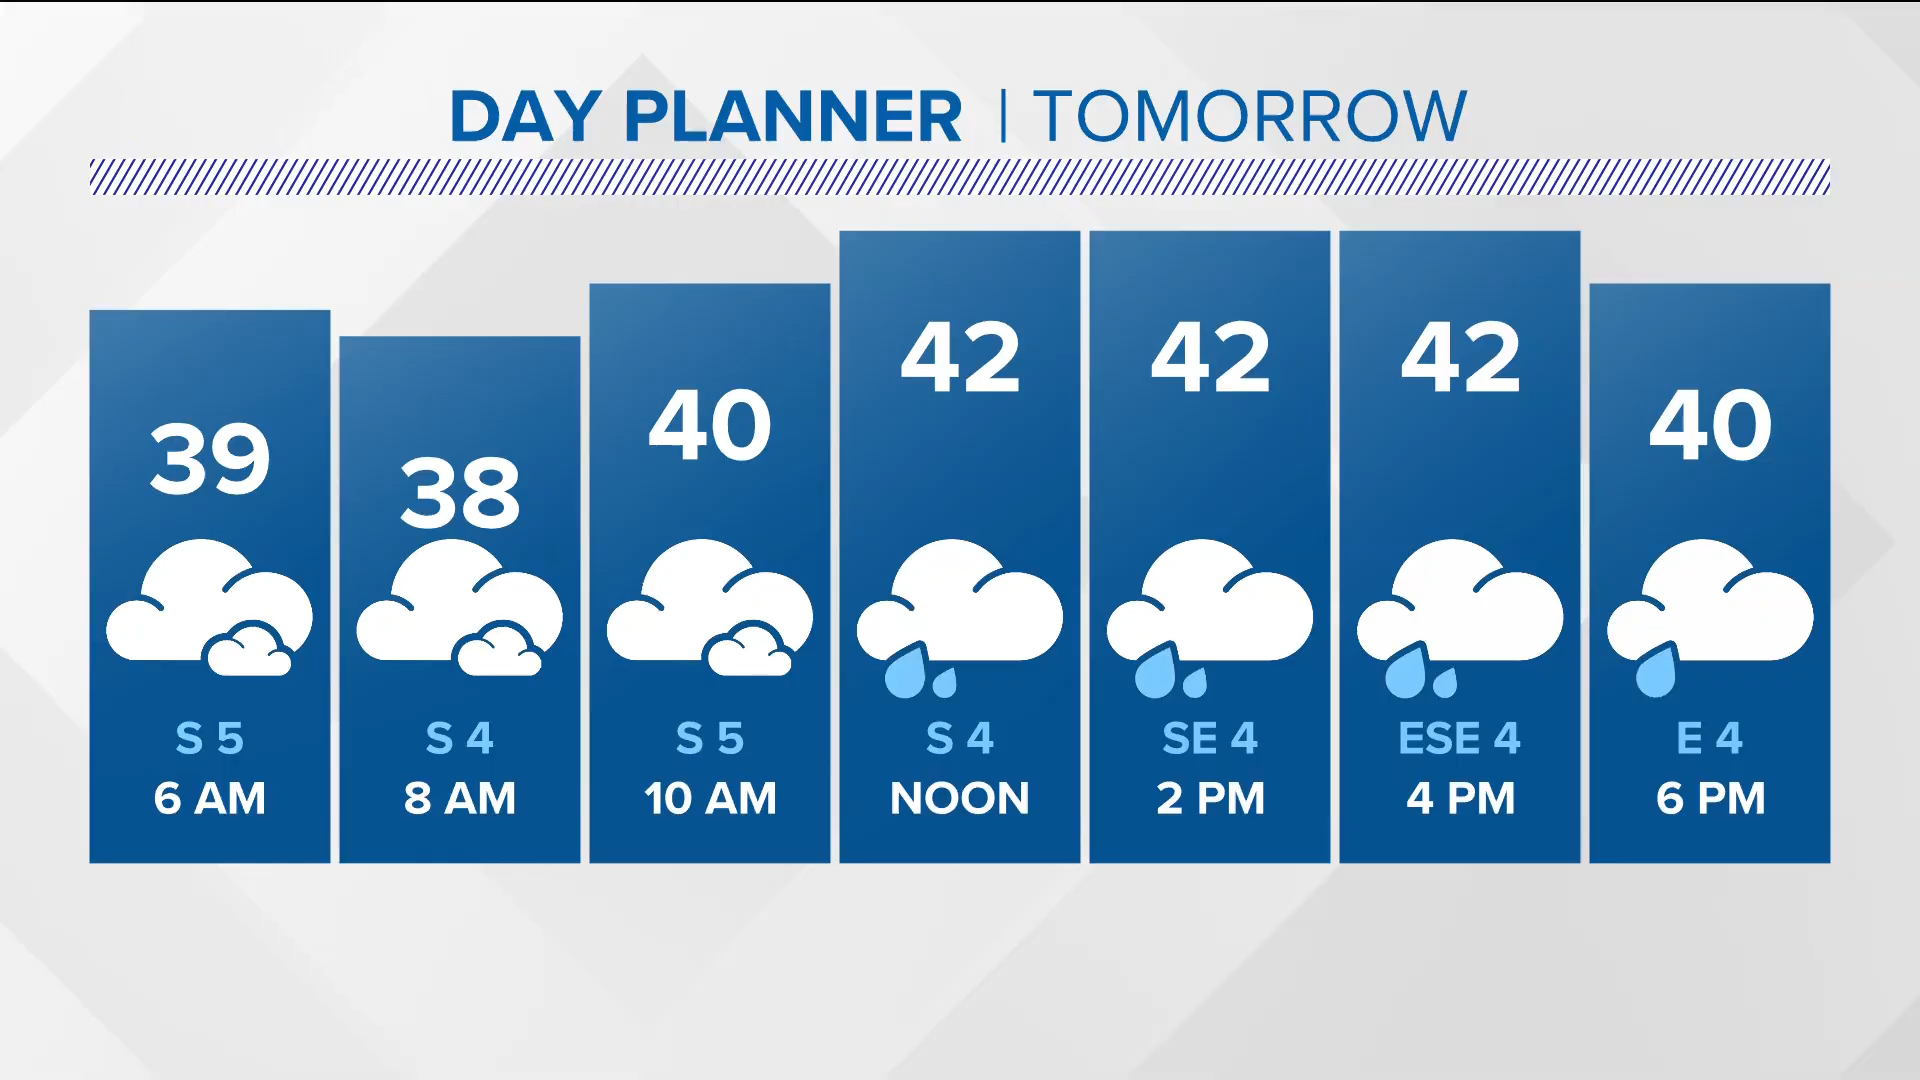 DAY PLANNER | TOMORROW
39
38
40
42
42
42
40
S 5
S 4
S 5
S 4
SE 4
ESE 4
E 4
6 AM
8 AM
10 AM
NOON
2 PM
4 PM
6 PM